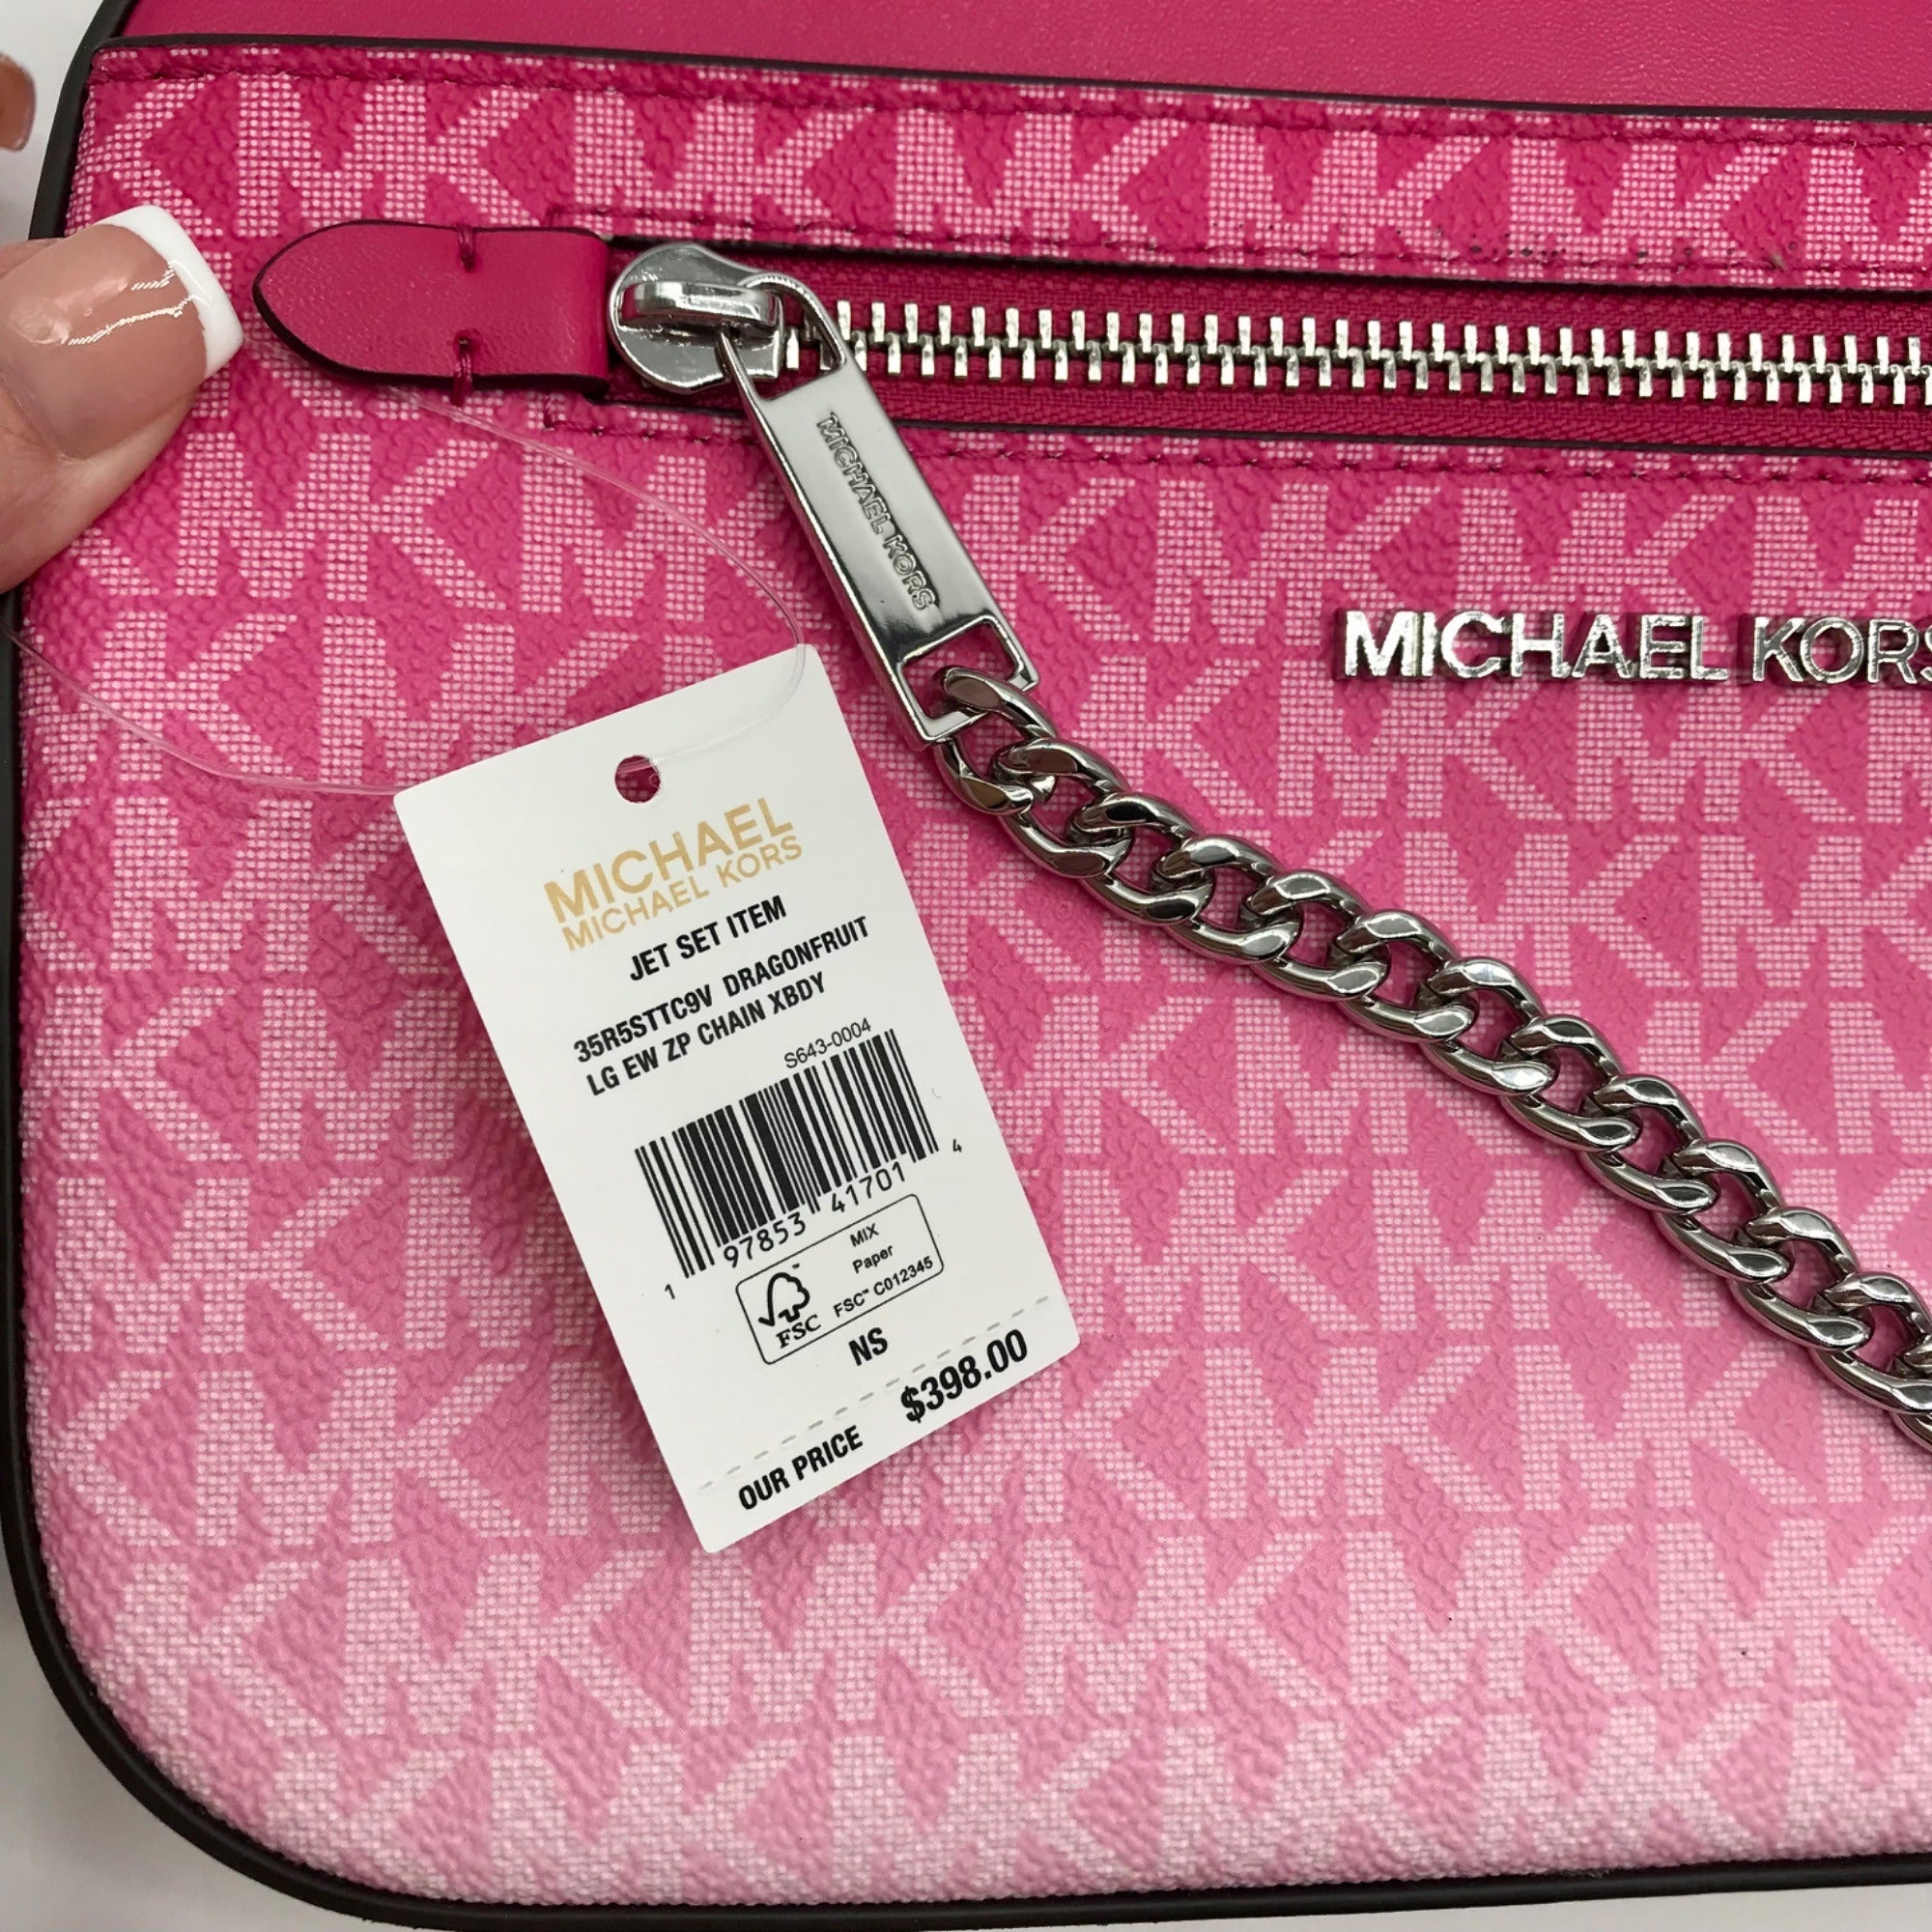 MICHAEL KORS
MICHAEL KORS
MICHAEL
MICHAEL KORS
JET SET ITEM
35R5STTC9V DRAGONFRUIT
LG EW ZP CHAIN XBDY
S643-0004
1 97853 41701 4
MIX
Paper
FSC™ C012345
FSC
NS
OUR PRICE $398.00